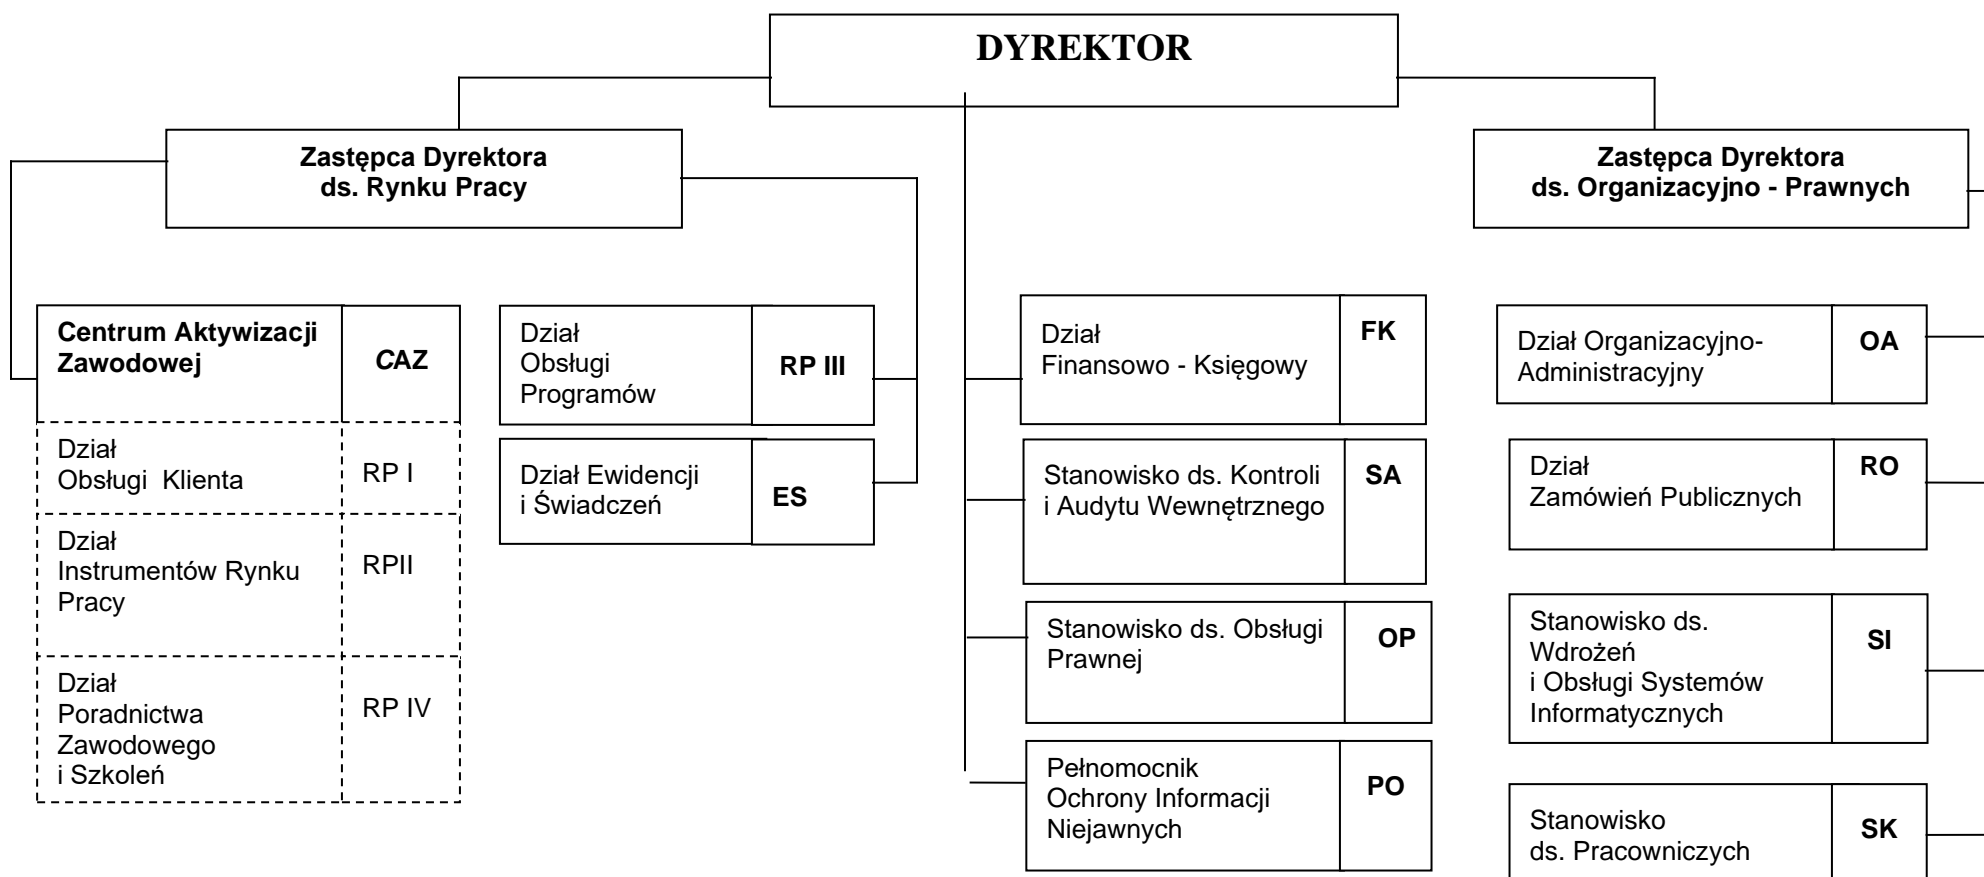 DYREKTOR
Zastępca Dyrektora
ds. Rynku Pracy
Zastępca Dyrektora
ds. Organizacyjno - Prawnych
Centrum Aktywizacji
Zawodowej
CAZ
Dział
Obsługi Klienta
RP I
Dział
Instrumentów Rynku
Pracy
RPII
Dział
Poradnictwa
Zawodowego
i Szkoleń
RP IV
Dział
Obsługi
Programów
RP III
Dział Ewidencji
i Świadczeń
ES
Dział
Finansowo - Księgowy
FK
Stanowisko ds. Kontroli
i Audytu Wewnętrznego
SA
Stanowisko ds. Obsługi
Prawnej
OP
Pełnomocnik
Ochrony Informacji
Niejawnych
PO
Dział Organizacyjno-
Administracyjny
OA
Dział
Zamówień Publicznych
RO
Stanowisko ds.
Wdrożeń
i Obsługi Systemów
Informatycznych
SI
Stanowisko
ds. Pracowniczych
SK